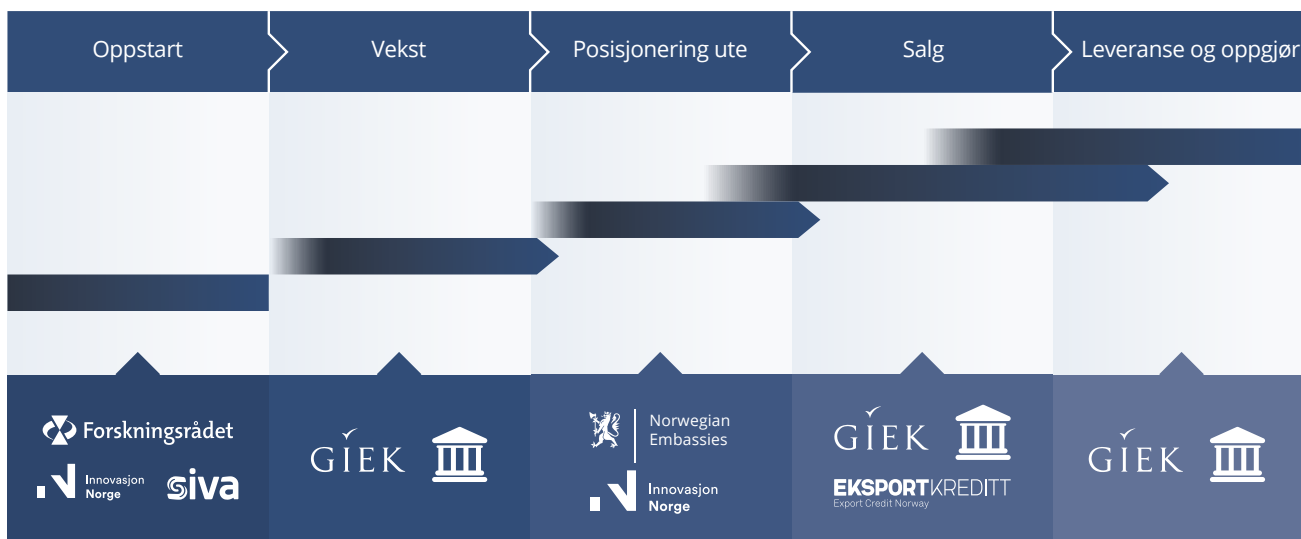 Oppstart
Vekst
Posisjonering ute
Salg
Leveranse og oppgjør
Forskningsrådet
Innovasjon
Norge
siva
GIEK
Norwegian
Embassies
Innovasjon
Norge
GIEK
EKSPORTKREDITT
Export Credit Norway
GIEK